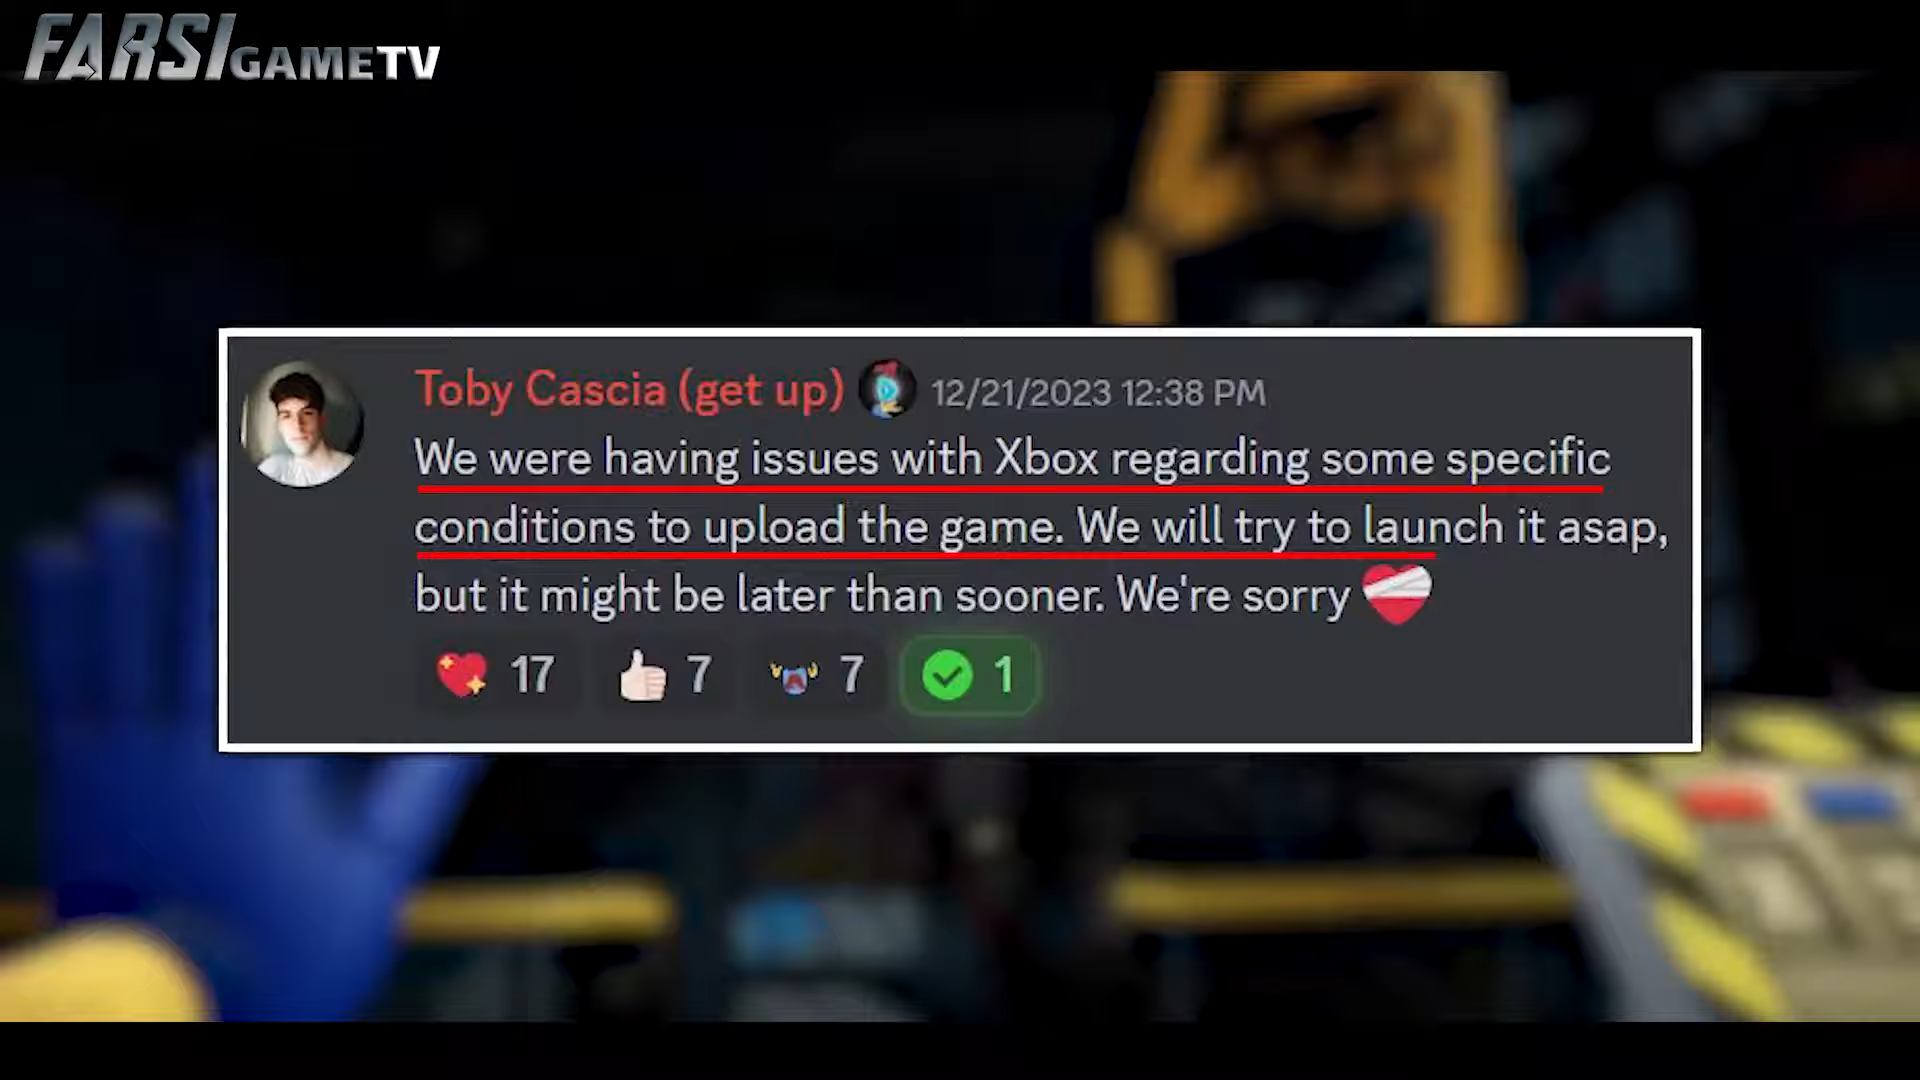 FARSIGAMETV
Toby Cascia (get up) 12/21/2023 12:38 PM
We were having issues with Xbox regarding some specific
conditions to upload the game. We will try to launch it asap,
but it might be later than sooner. We're sorry ❤️‍🩹
17 7 7 1